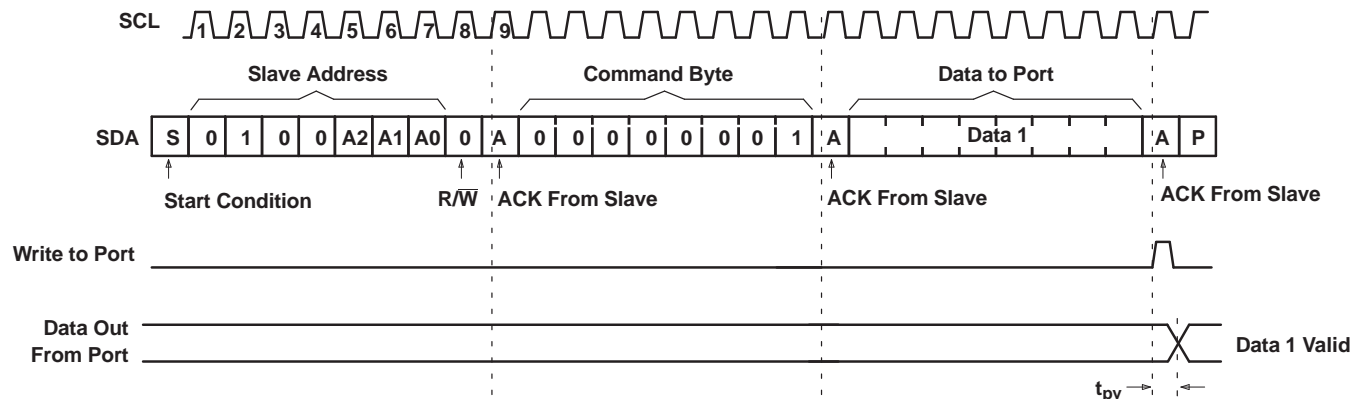 SCL 1 2 3 4 5 6 7 8 9
Slave Address Command Byte Data to Port
SDA S 0 1 0 0 A2 A1 A0 0 A 0 0 0 0 0 0 0 1 A Data 1 A P
Start Condition R/W ACK From Slave ACK From Slave ACK From Slave
Write to Port
Data Out
From Port
Data 1 Valid
tpv